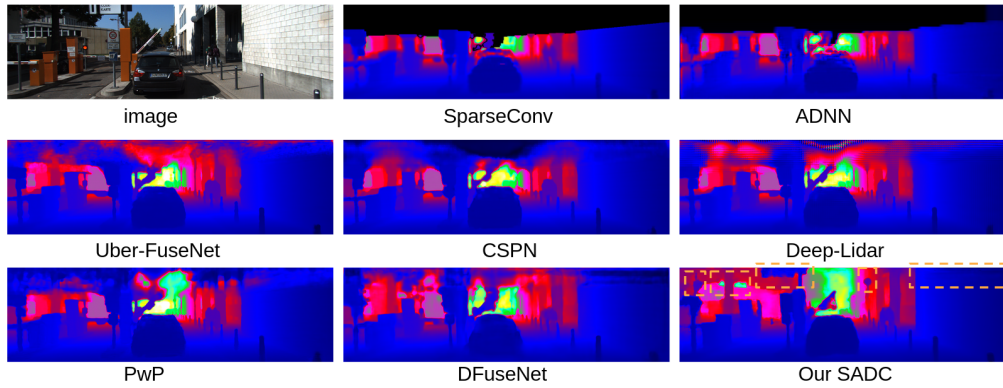 image
SparseConv
ADNN
Uber-FuseNet
CSPN
Deep-Lidar
PwP
DFuseNet
Our SADC